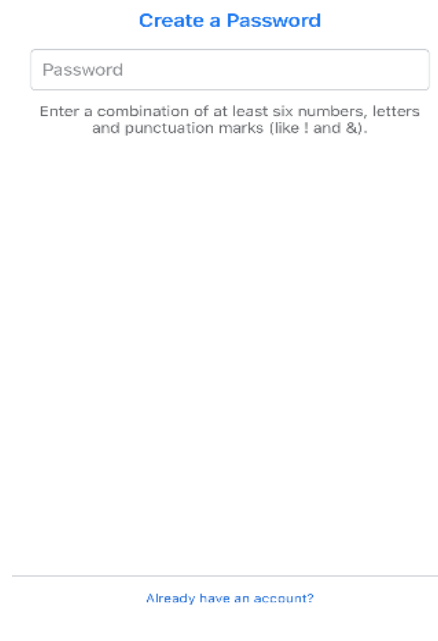 Create a Password
Password
Enter a combination of at least six numbers, letters
and punctuation marks (like ! and &).
Already have an account?